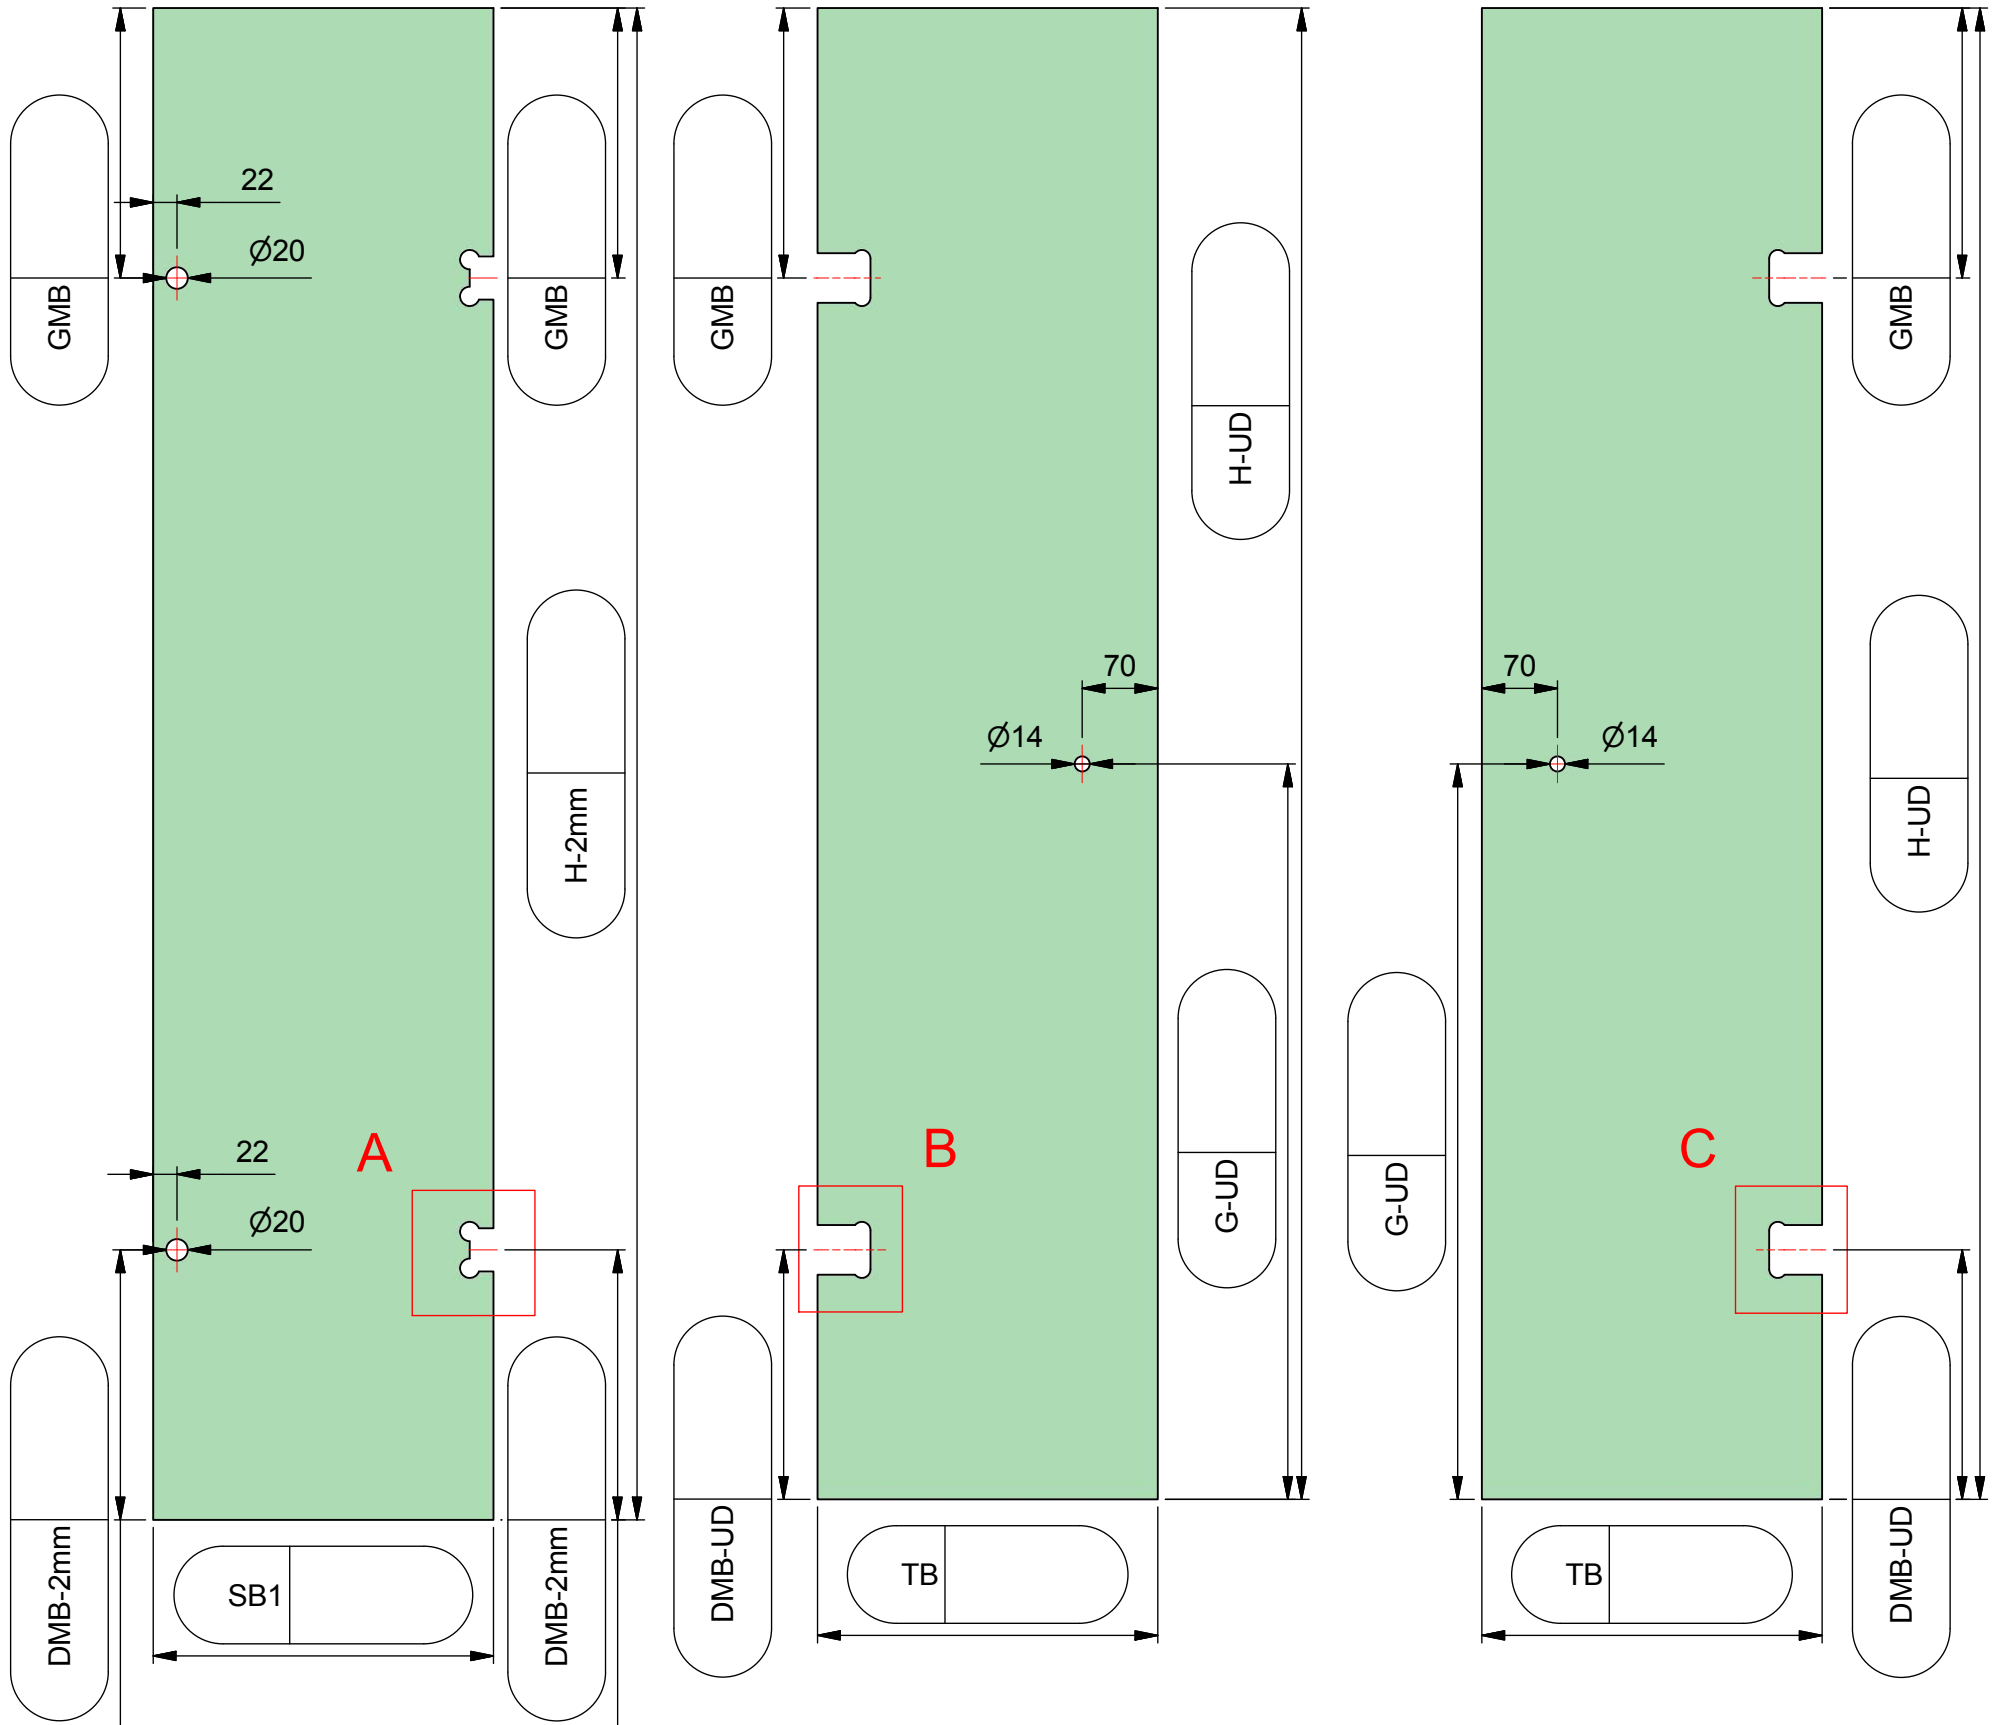 22
Ø20
GMB
GMB
GMB
GMB
H-UD
70
Ø14
70
Ø14
H-2mm
H-UD
22
Ø20
A
B
C
G-UD
G-UD
DMB-2mm
SB1
DMB-2mm
DMB-UD
TB
TB
DMB-UD